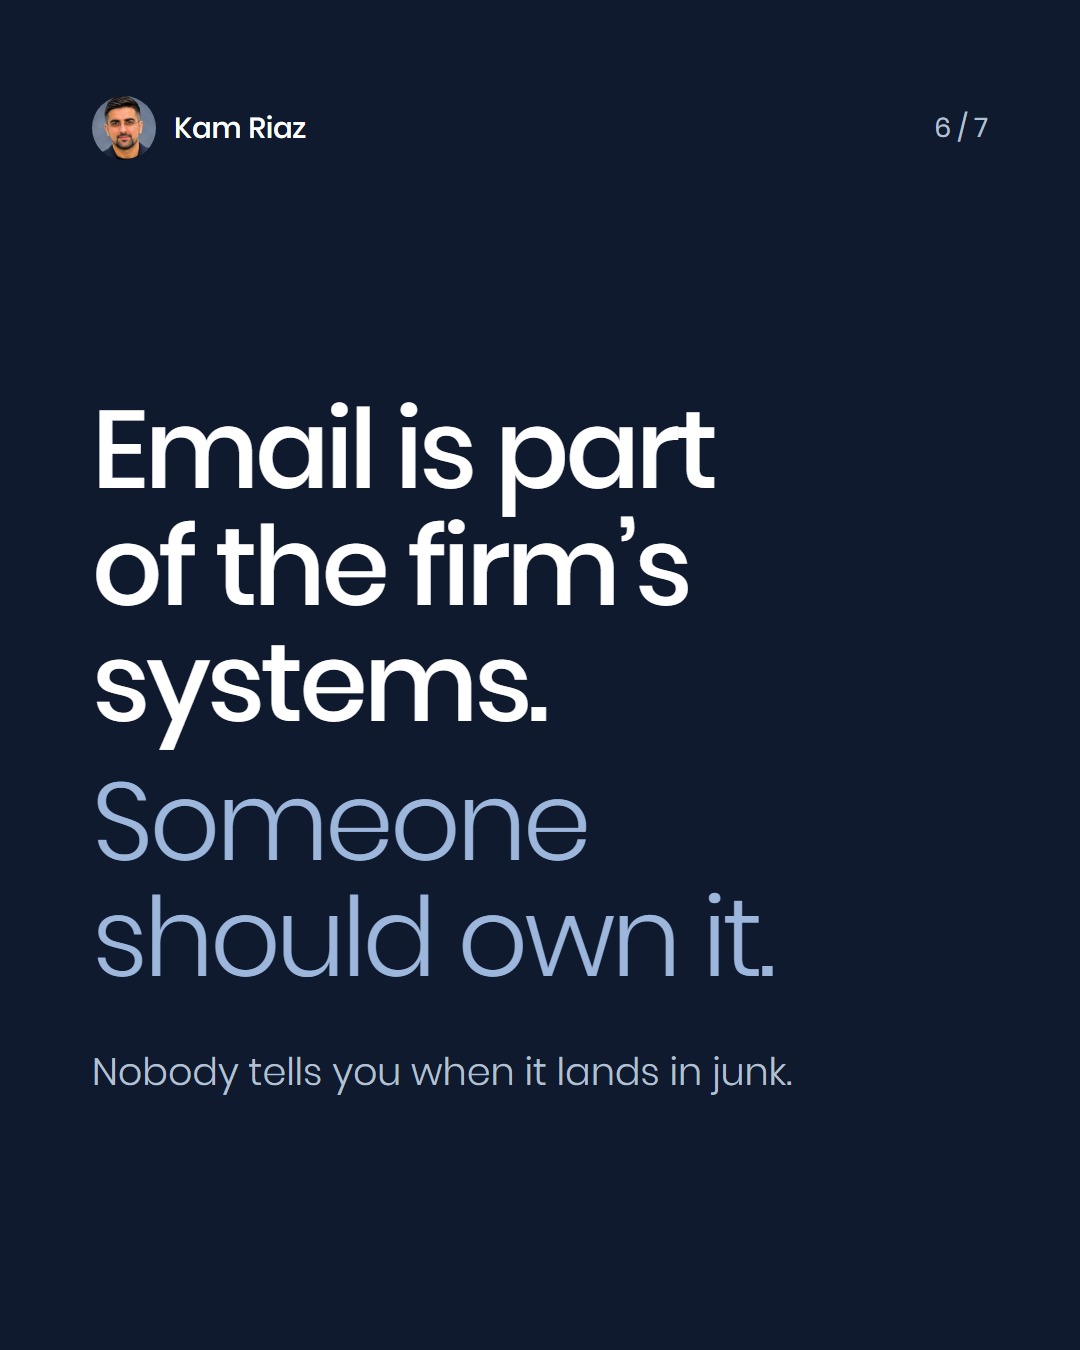 Kam Riaz
6 / 7
Email is part
of the firm’s
systems.
Someone
should own it.
Nobody tells you when it lands in junk.